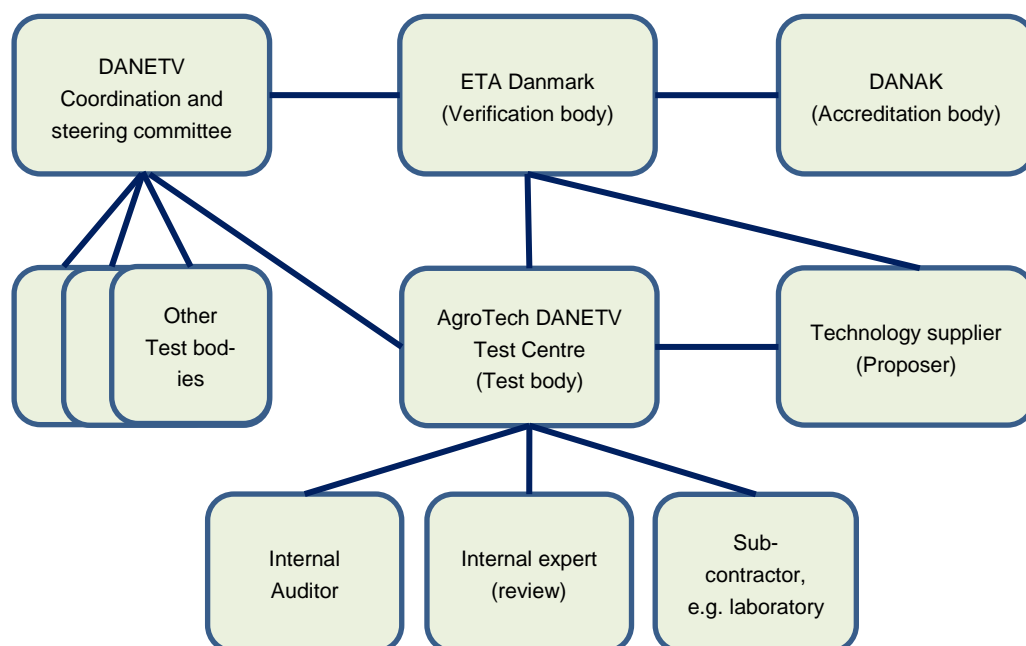 DANETV
Coordination and
steering committee
ETA Danmark
(Verification body)
DANAK
(Accreditation body)
Other
Test bod-
ies
AgroTech DANETV
Test Centre
(Test body)
Technology supplier
(Proposer)
Internal
Auditor
Internal expert
(review)
Sub-
contractor,
e.g. laboratory